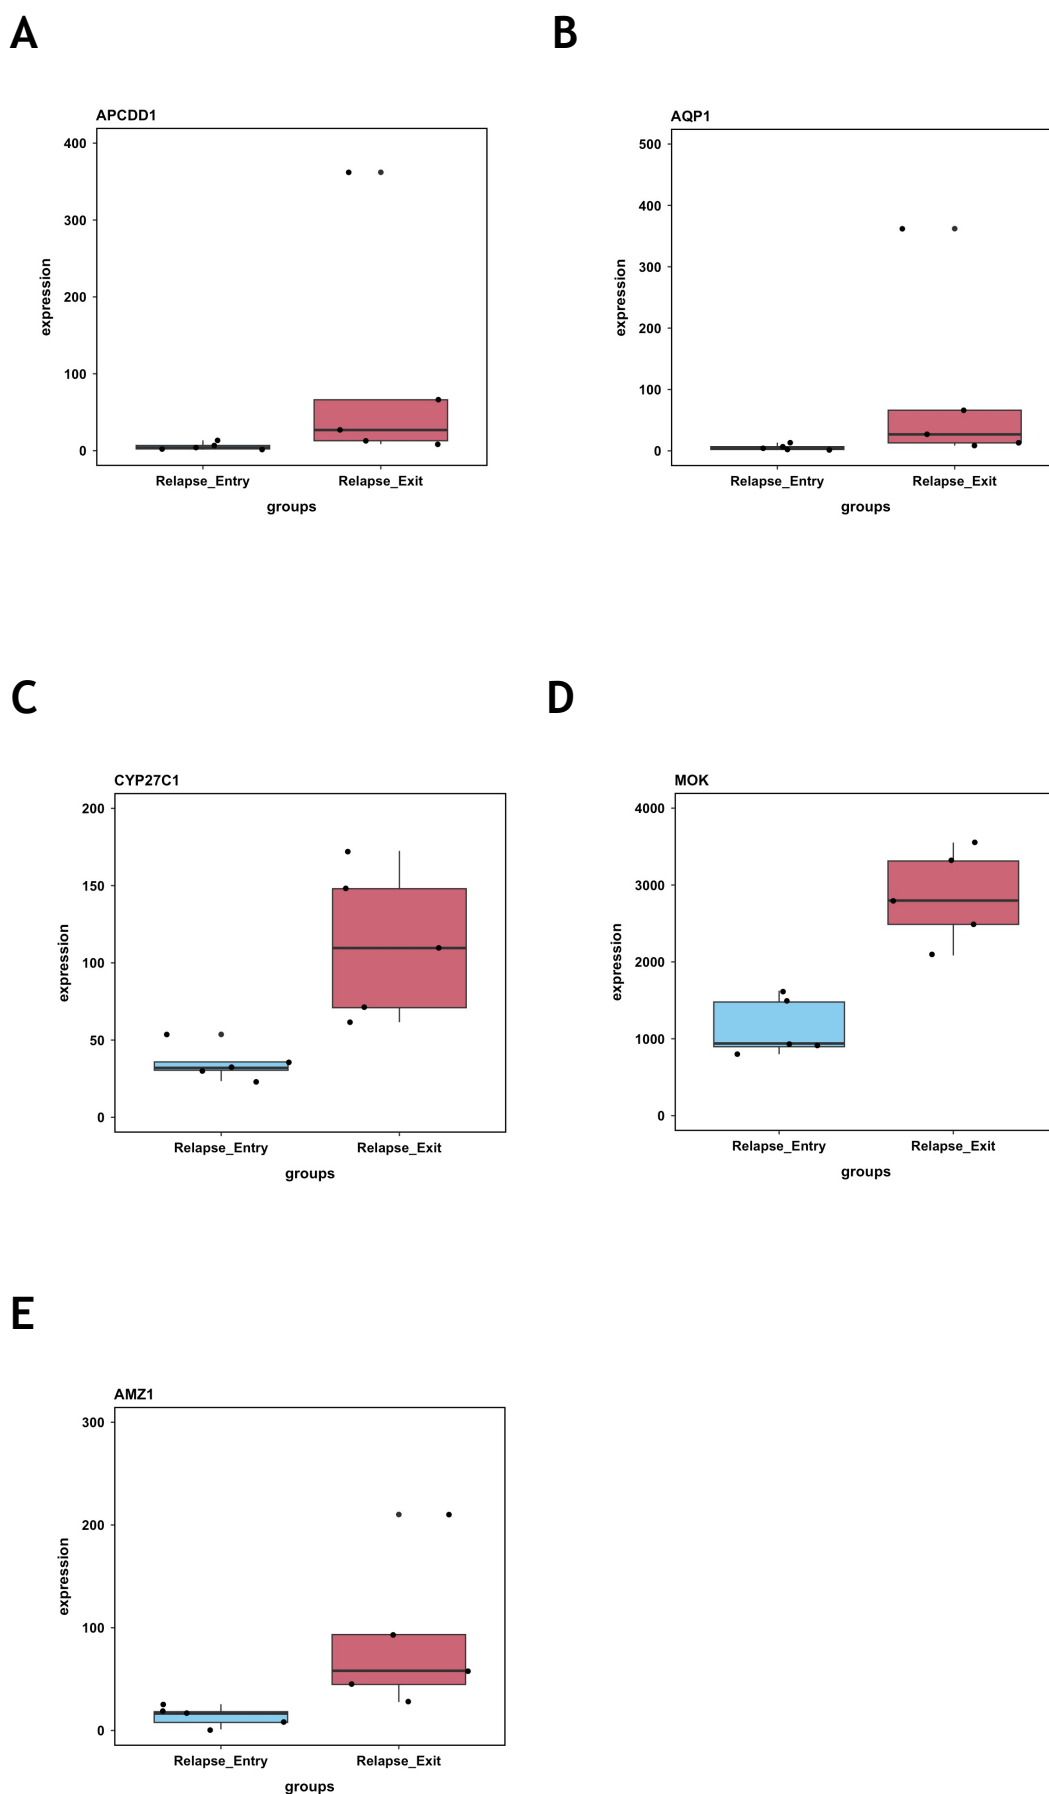 A
B
APCDD1
400
300
200
100
0
expression
Relapse_Entry
Relapse_Exit
groups
AQP1
500
400
300
200
100
0
expression
Relapse_Entry
Relapse_Exit
groups
C
D
CYP27C1
200
150
100
50
0
expression
Relapse_Entry
Relapse_Exit
groups
MOK
4000
3000
2000
1000
0
expression
Relapse_Entry
Relapse_Exit
groups
E
AMZ1
300
200
100
0
expression
Relapse_Entry
Relapse_Exit
groups